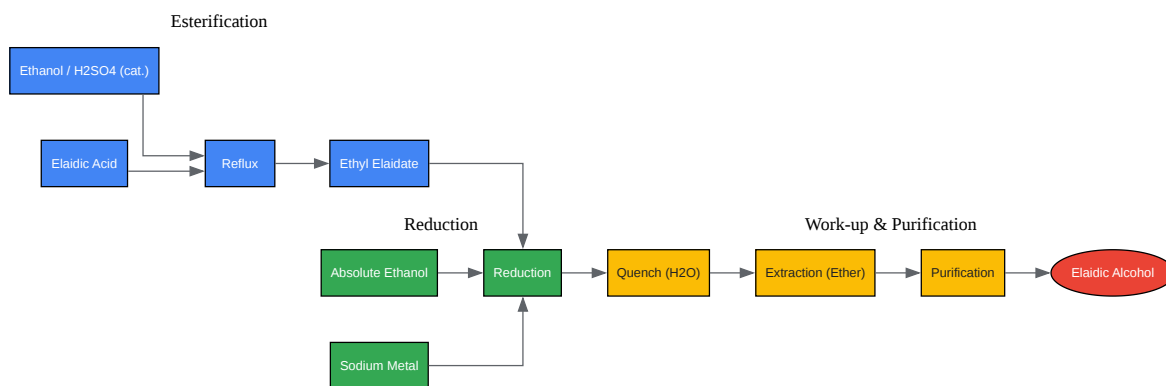 Esterification
Ethanol / H2SO4 (cat.)
Elaidic Acid
Reflux
Ethyl Elaidate
Reduction
Work-up & Purification
Absolute Ethanol
Reduction
Quench (H2O)
Extraction (Ether)
Purification
Elaidic Alcohol
Sodium Metal